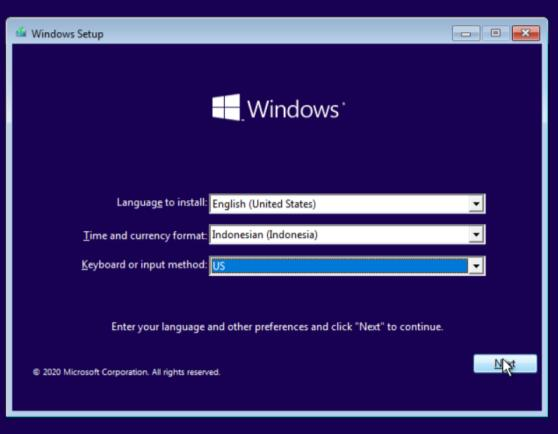 Windows Setup
Windows
Language to install: English (United States)
Time and currency format: Indonesian (Indonesia)
Keyboard or input method: US
Enter your language and other preferences and click "Next" to continue.
Next
© 2020 Microsoft Corporation. All rights reserved.